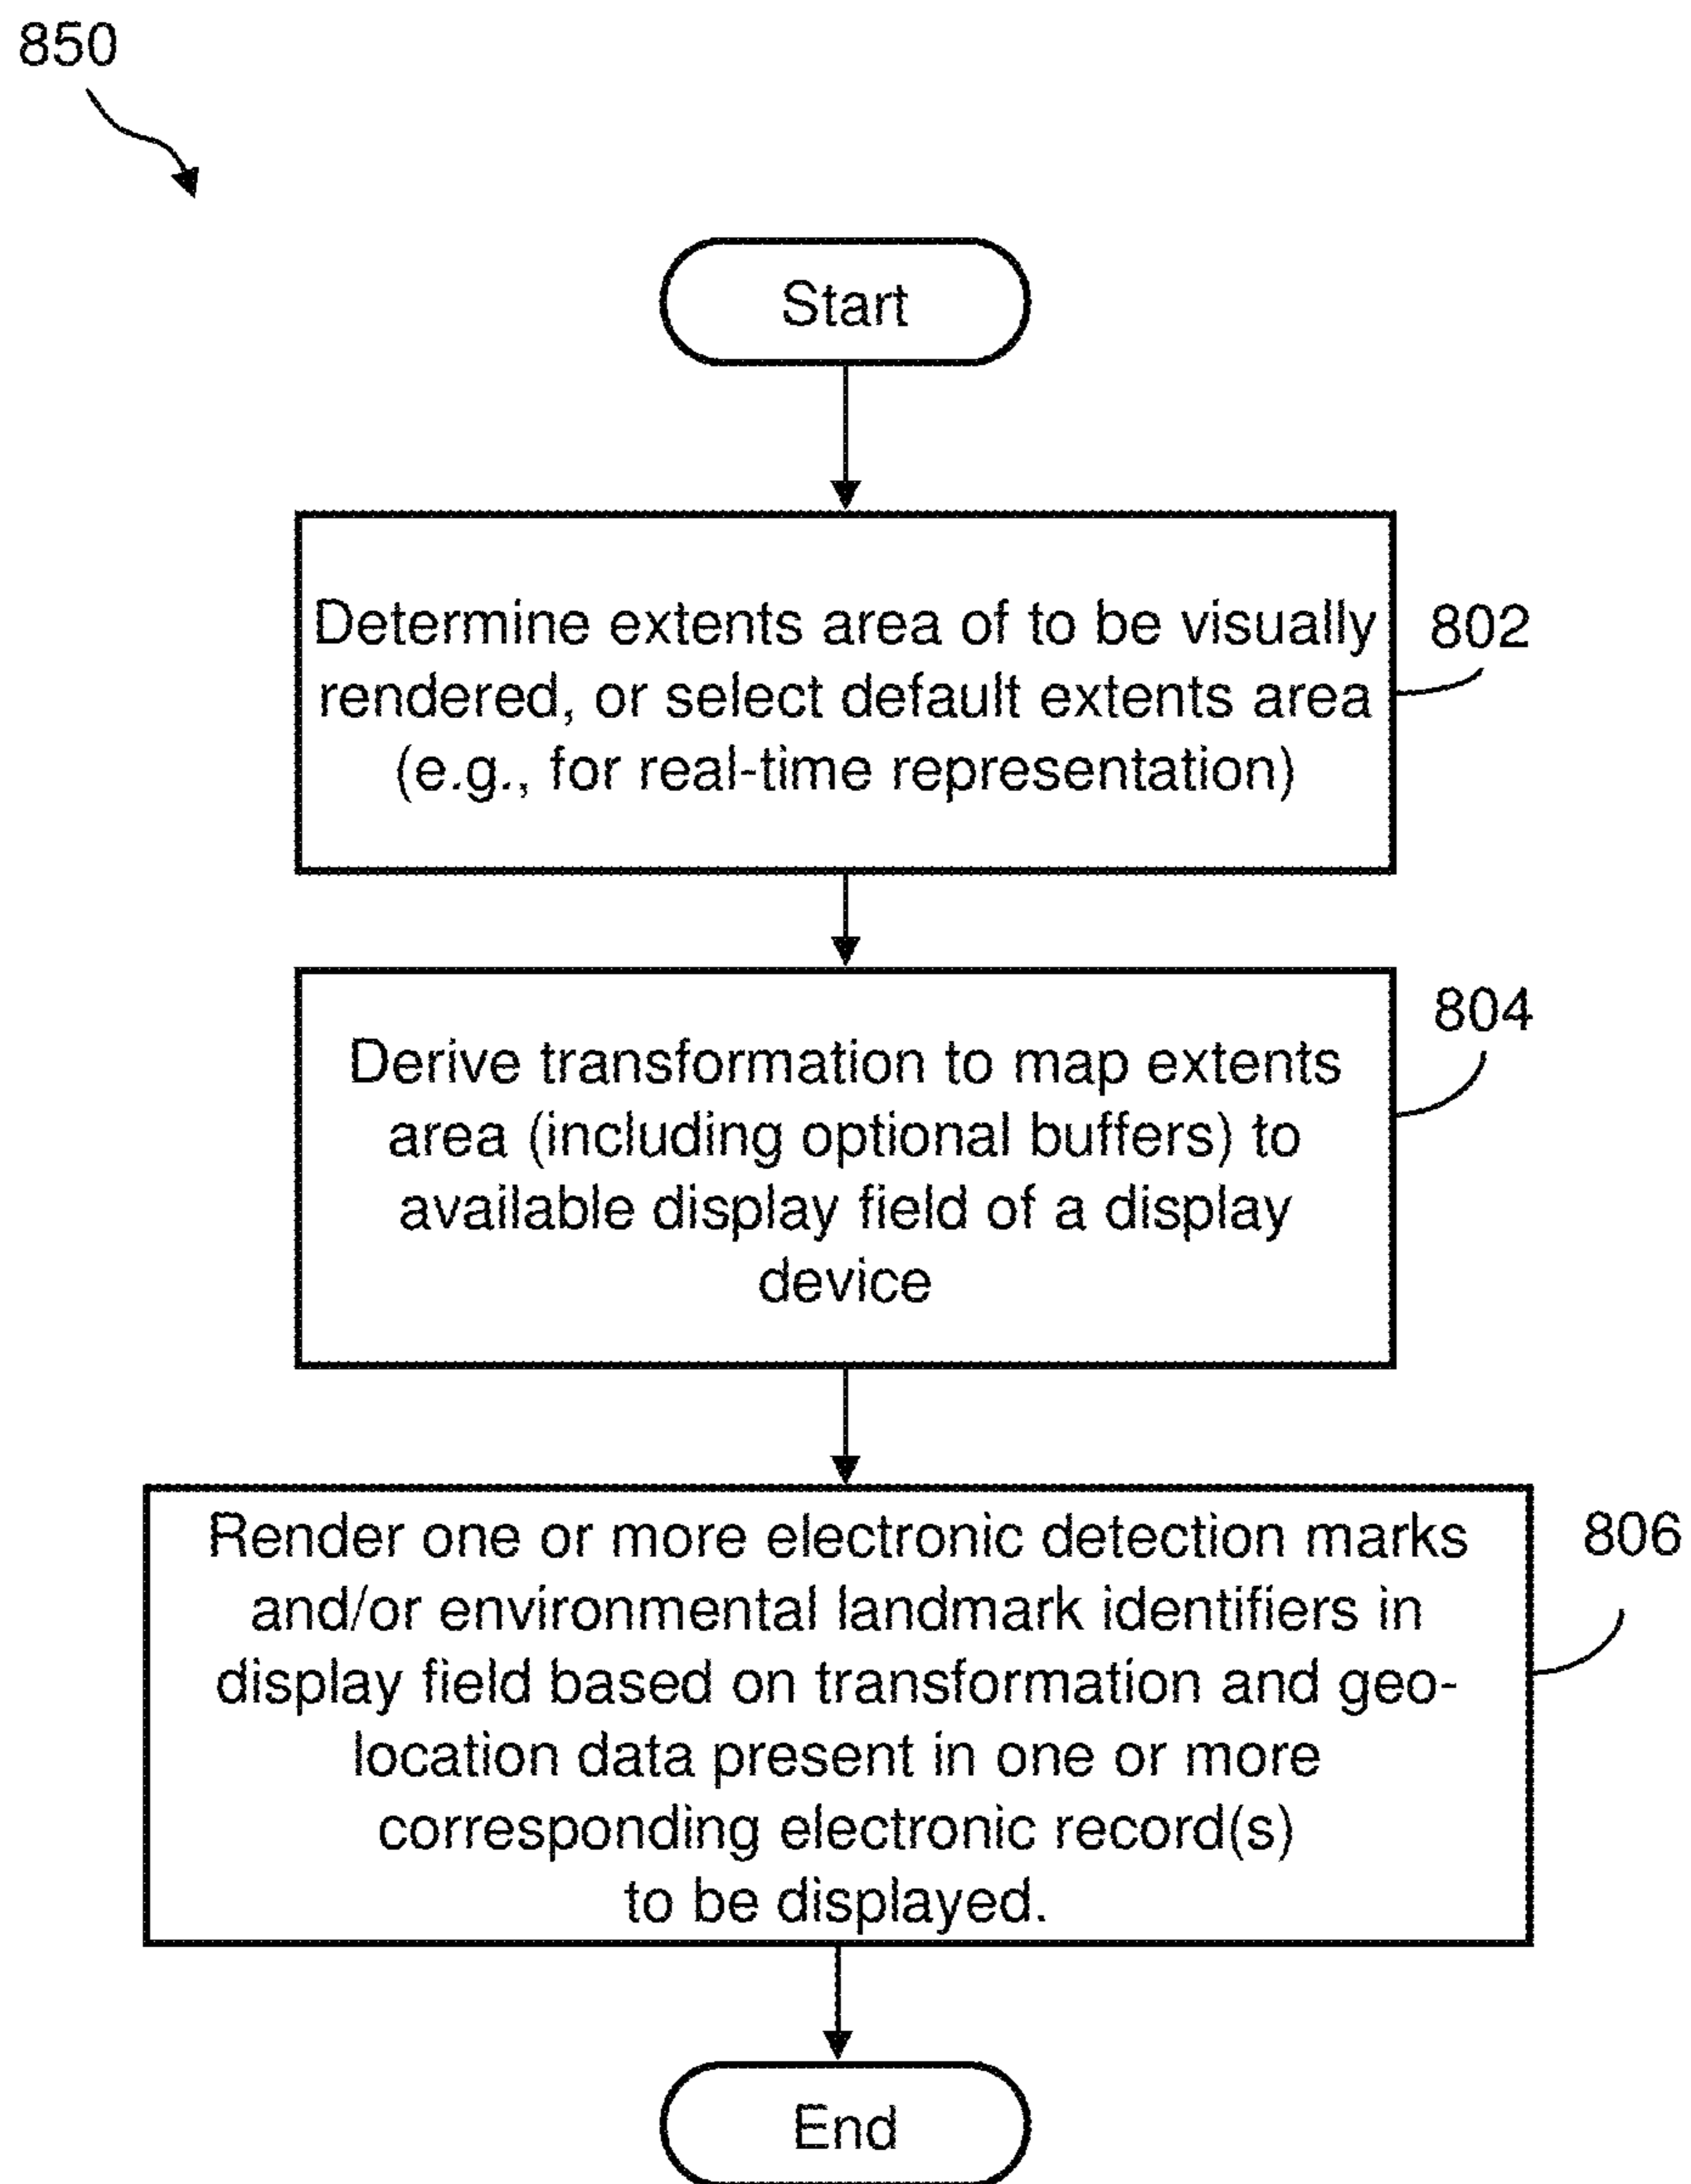 850
Start
Determine extents area of to be visually
rendered, or select default extents area
(e.g., for real-time representation)
802
Derive transformation to map extents
area (including optional buffers) to
available display field of a display
device
804
Render one or more electronic detection marks
and/or environmental landmark identifiers in
display field based on transformation and geo-
location data present in one or more
corresponding electronic record(s)
to be displayed.
806
End